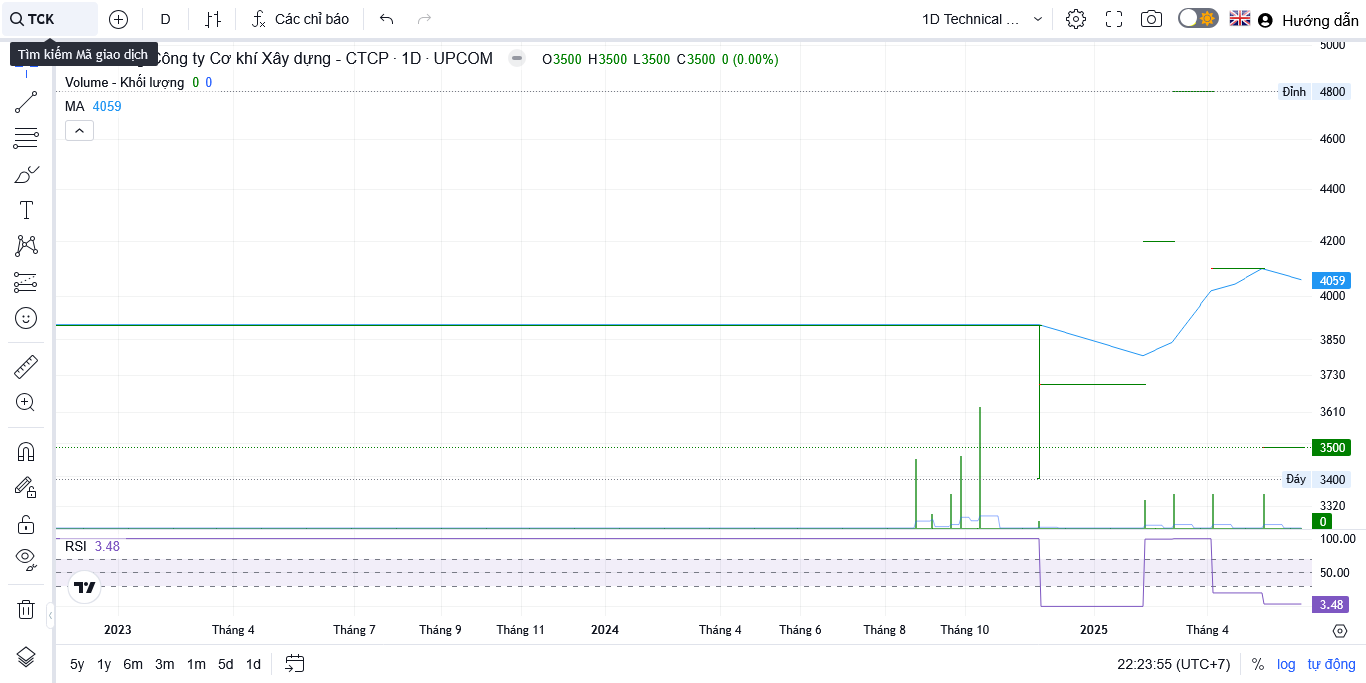 TCK D Các chỉ báo 1D Technical ... Hướng dẫn
Tìm kiếm Mã giao dịch
Công ty Cơ khí Xây dựng - CTCP · 1D · UPCOM O3500 H3500 L3500 C3500 0 (0.00%)
Volume - Khối lượng 0 0
MA 4059
5000
Đỉnh 4800
4600
4400
4200
4059
4000
3850
3730
3610
3500
Đáy 3400
3320
0
RSI 3.48
100.00
50.00
3.48
2023 Tháng 4 Tháng 7 Tháng 9 Tháng 11 2024 Tháng 4 Tháng 6 Tháng 8 Tháng 10 2025 Tháng 4
5y 1y 6m 3m 1m 5d 1d 22:23:55 (UTC+7) % log tự động